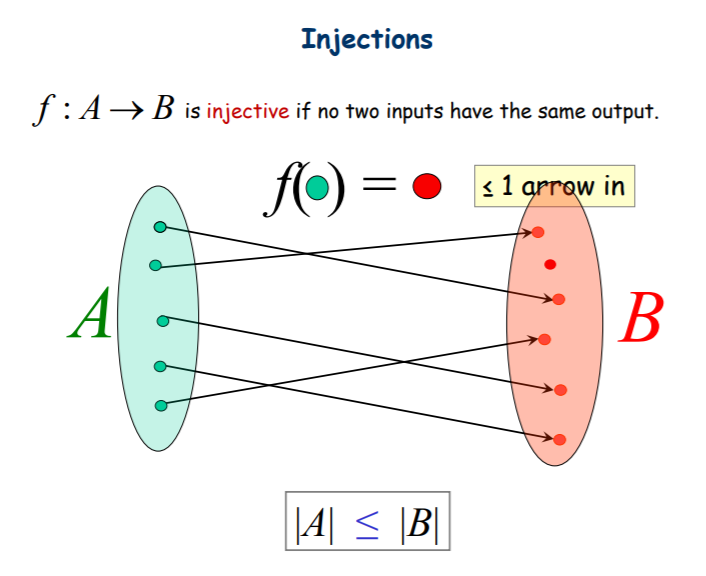 Injections
f : A → B is injective if no two inputs have the same output.
f( ) =
≤ 1 arrow in
A
B
|A| ≤ |B|